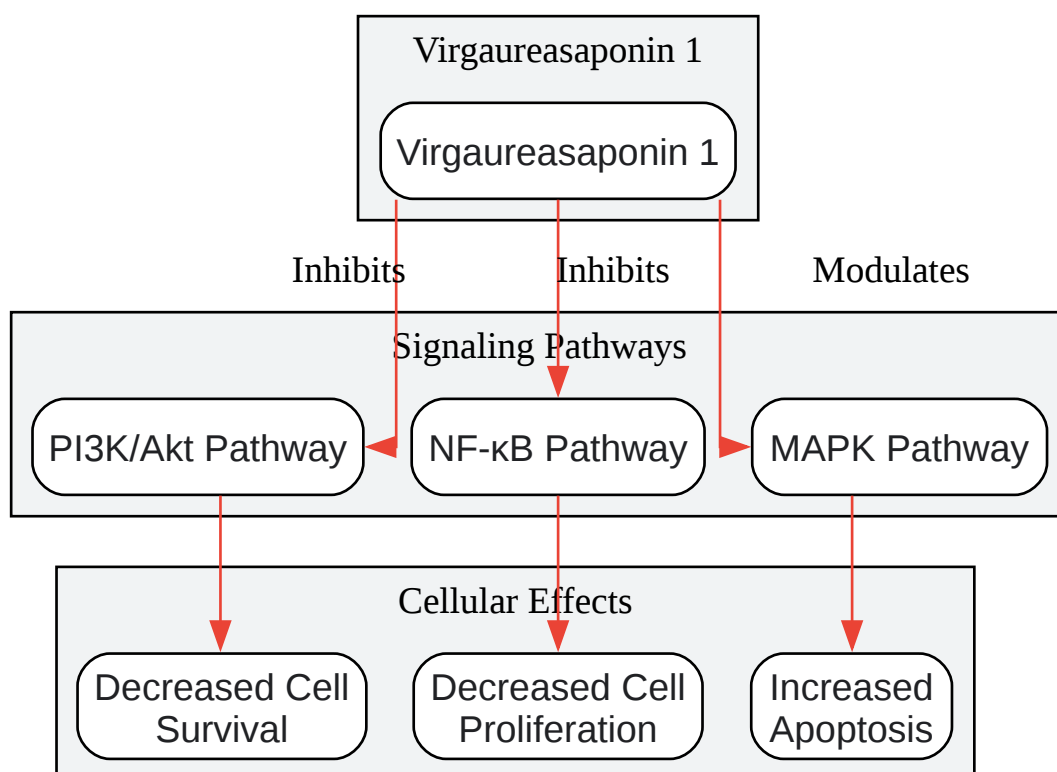 Virgaureasaponin 1
Virgaureasaponin 1
Inhibits
Inhibits
Modulates
Signaling Pathways
PI3K/Akt Pathway
NF-κB Pathway
MAPK Pathway
Cellular Effects
Decreased Cell
Survival
Decreased Cell
Proliferation
Increased
Apoptosis